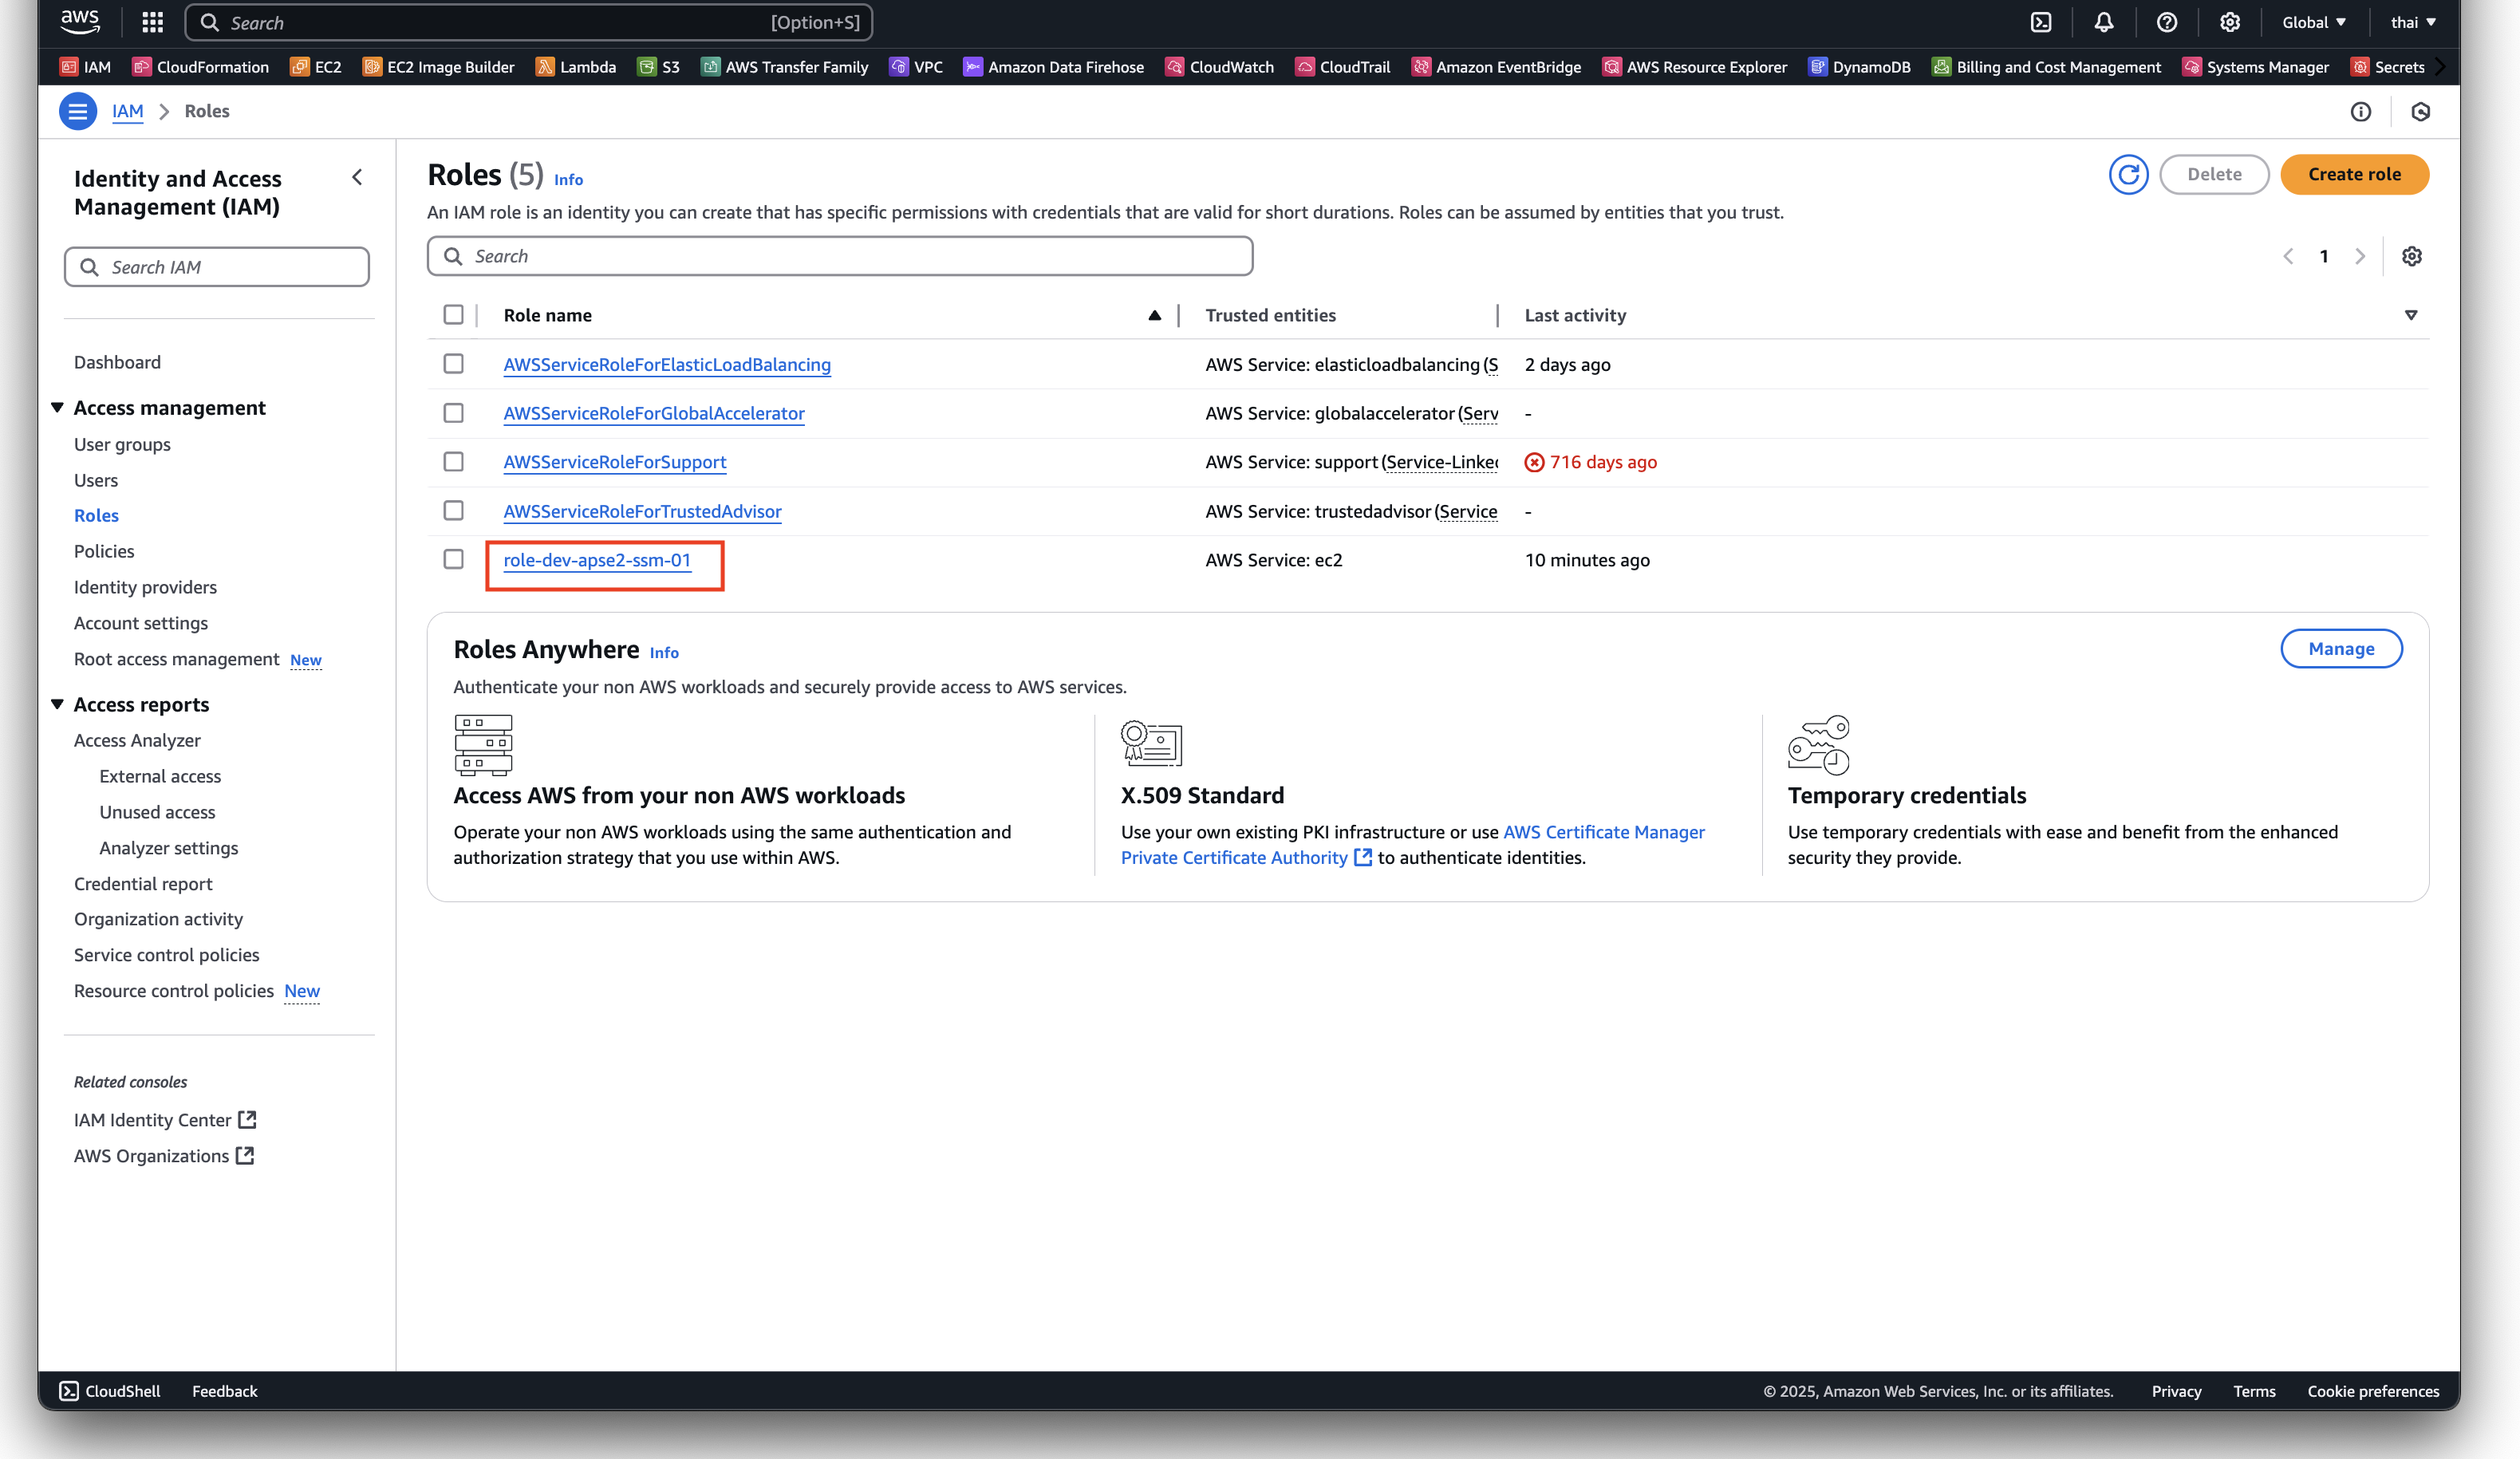 aws
Search [Option+S]
Global ▼ thai ▼
IAM CloudFormation EC2 EC2 Image Builder Lambda S3 AWS Transfer Family VPC Amazon Data Firehose CloudWatch CloudTrail Amazon EventBridge AWS Resource Explorer DynamoDB Billing and Cost Management Systems Manager Secrets
IAM > Roles
Identity and Access
Management (IAM)
Search IAM
Dashboard
Access management
User groups
Users
Roles
Policies
Identity providers
Account settings
Root access management New
Access reports
Access Analyzer
External access
Unused access
Analyzer settings
Credential report
Organization activity
Service control policies
Resource control policies New
Related consoles
IAM Identity Center
AWS Organizations
Roles (5) Info
Delete
Create role
An IAM role is an identity you can create that has specific permissions with credentials that are valid for short durations. Roles can be assumed by entities that you trust.
Search
1
Role name Trusted entities Last activity
AWSServiceRoleForElasticLoadBalancing AWS Service: elasticloadbalancing (S 2 days ago
AWSServiceRoleForGlobalAccelerator AWS Service: globalaccelerator (Serv -
AWSServiceRoleForSupport AWS Service: support (Service-Linke 716 days ago
AWSServiceRoleForTrustedAdvisor AWS Service: trustedadvisor (Service -
role-dev-apse2-ssm-01 AWS Service: ec2 10 minutes ago
Roles Anywhere Info
Manage
Authenticate your non AWS workloads and securely provide access to AWS services.
Access AWS from your non AWS workloads
Operate your non AWS workloads using the same authentication and
authorization strategy that you use within AWS.
X.509 Standard
Use your own existing PKI infrastructure or use AWS Certificate Manager
Private Certificate Authority to authenticate identities.
Temporary credentials
Use temporary credentials with ease and benefit from the enhanced
security they provide.
CloudShell Feedback
© 2025, Amazon Web Services, Inc. or its affiliates. Privacy Terms Cookie preferences